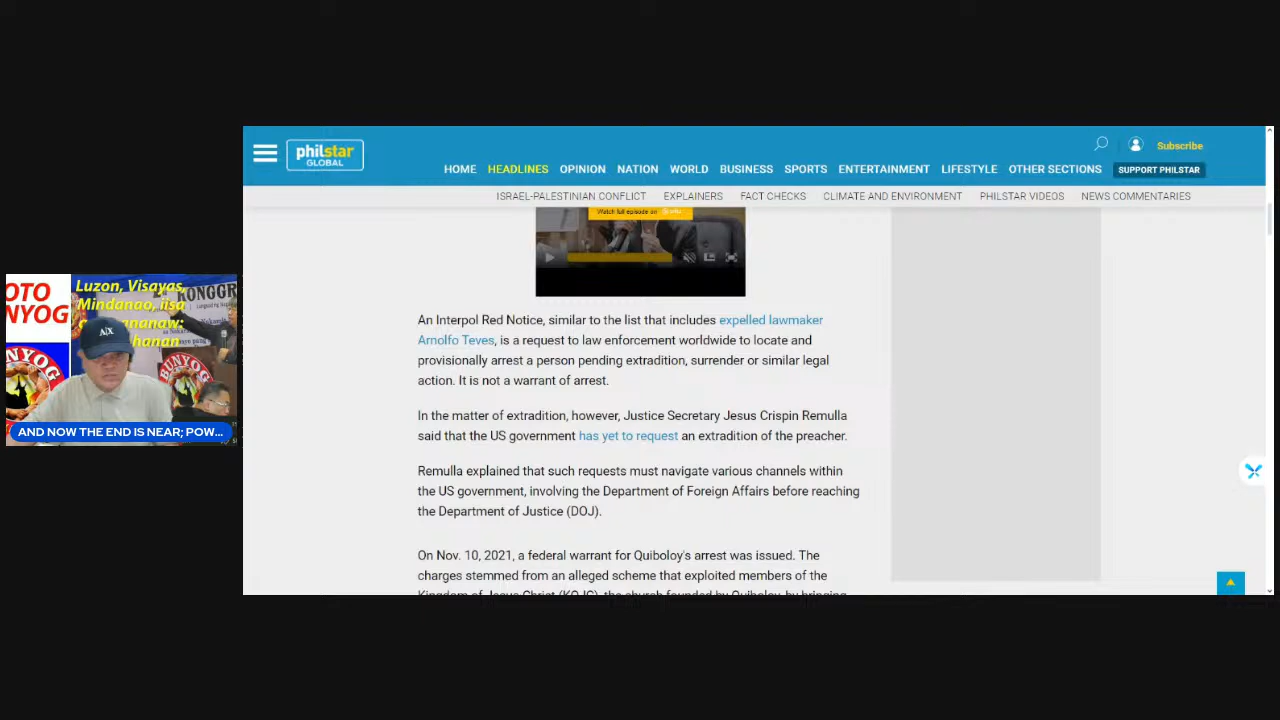 philstar
GLOBAL
Subscribe
HOME HEADLINES OPINION NATION WORLD BUSINESS SPORTS ENTERTAINMENT LIFESTYLE OTHER SECTIONS SUPPORT PHILSTAR
ISRAEL-PALESTINIAN CONFLICT EXPLAINERS FACT CHECKS CLIMATE AND ENVIRONMENT PHILSTAR VIDEOS NEWS COMMENTARIES
Watch full episode on
An Interpol Red Notice, similar to the list that includes expelled lawmaker
Arnolfo Teves, is a request to law enforcement worldwide to locate and
provisionally arrest a person pending extradition, surrender or similar legal
action. It is not a warrant of arrest.
In the matter of extradition, however, Justice Secretary Jesus Crispin Remulla
said that the US government has yet to request an extradition of the preacher.
Remulla explained that such requests must navigate various channels within
the US government, involving the Department of Foreign Affairs before reaching
the Department of Justice (DOJ).
On Nov. 10, 2021, a federal warrant for Quiboloy's arrest was issued. The
charges stemmed from an alleged scheme that exploited members of the
Kingdom of Jesus Christ (KOJC), the church founded by Quiboloy, by bringing
OTO
NYOG
Luzon, Visayas,
Mindanao, iisa
KONGGR
A|X
BUNYOG
AND NOW THE END IS NEAR; POW...